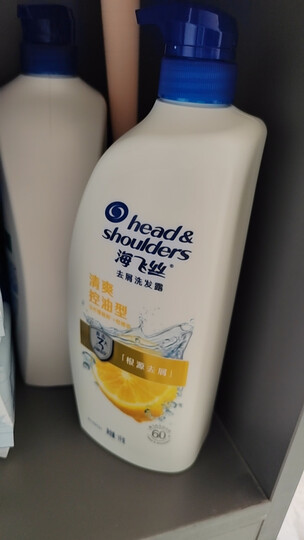 head &
shoulders
海飞丝®
去屑洗发露
清爽
控油型
3
[根源去屑]
60